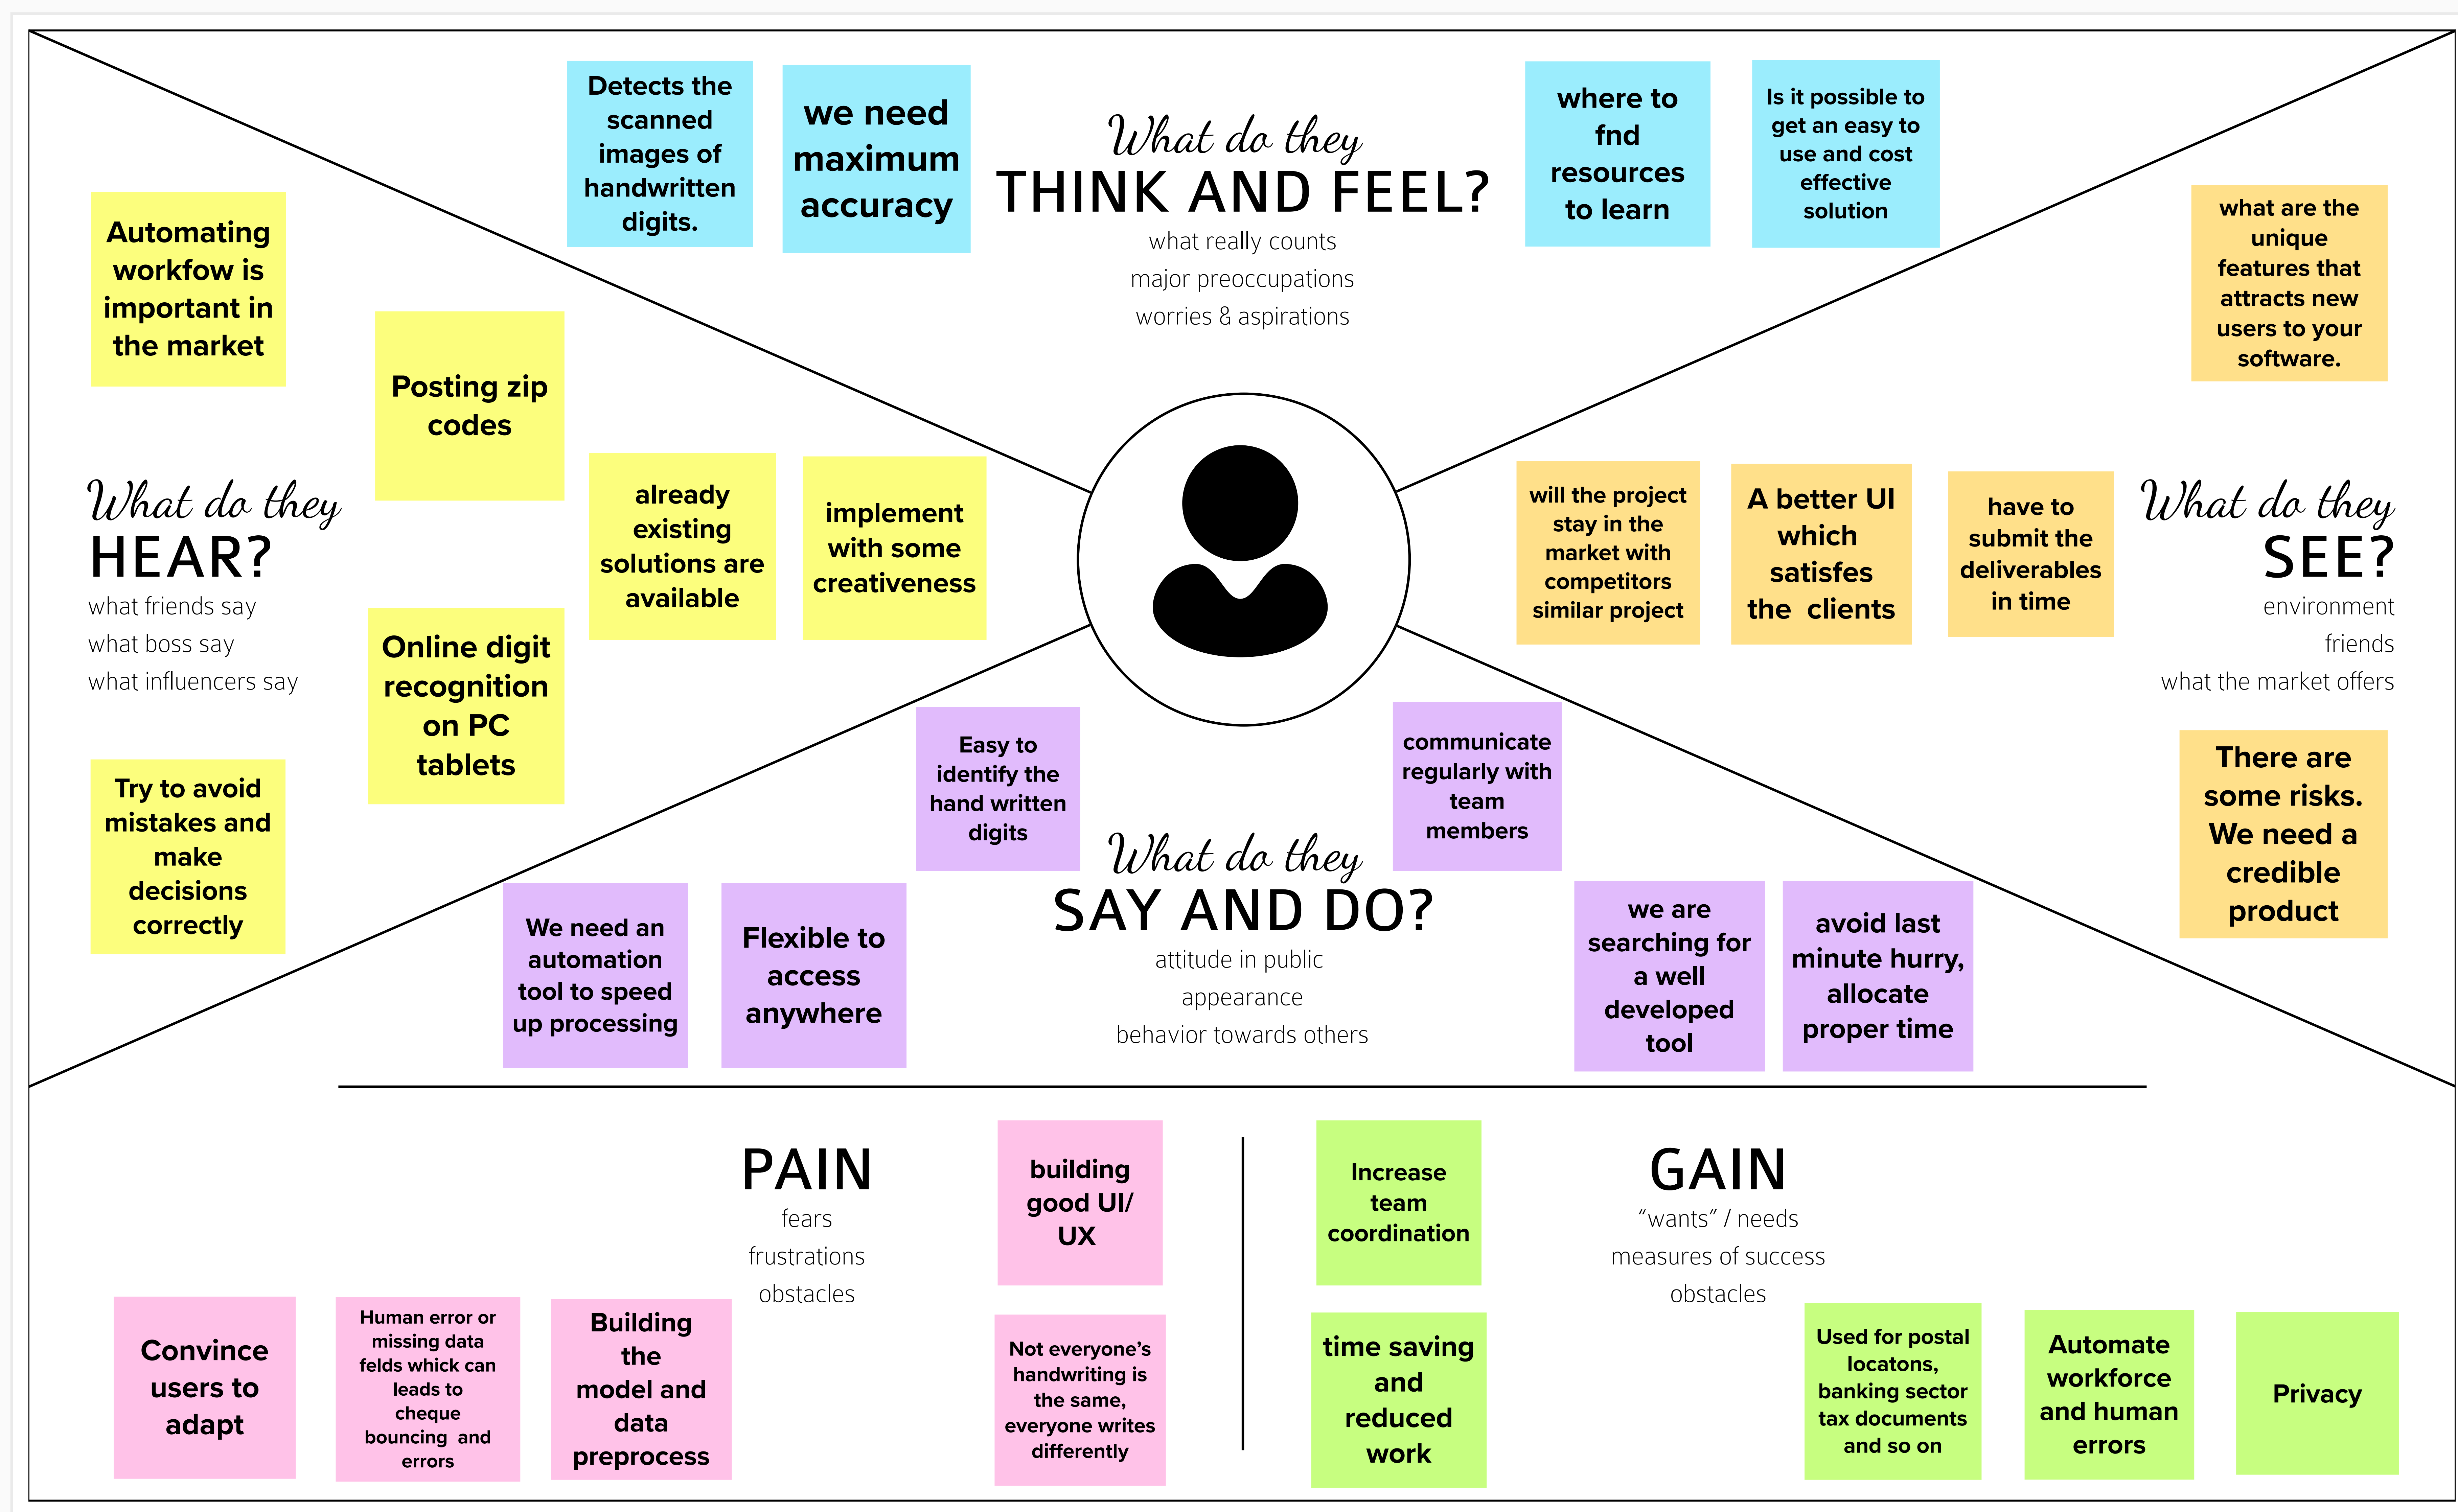 Detects the
scanned
images of
handwritten
digits.
we need
maximum
accuracy
What do they
THINK AND FEEL?
what really counts
major preoccupations
worries & aspirations
where to
fnd
resources
to learn
Is it possible to
get an easy to
use and cost
effective
solution
Automating
workfow is
important in
the market
Posting zip
codes
already
existing
solutions are
available
implement
with some
creativeness
What do they
HEAR?
what friends say
what boss say
what influencers say
Online digit
recognition
on PC
tablets
Try to avoid
mistakes and
make
decisions
correctly
what are the
unique
features that
attracts new
users to your
software.
will the project
stay in the
market with
competitors
similar project
A better UI
which
satisfes
the clients
have to
submit the
deliverables
in time
What do they
SEE?
environment
friends
what the market offers
There are
some risks.
We need a
credible
product
Easy to
identify the
hand written
digits
communicate
regularly with
team
members
We need an
automation
tool to speed
up processing
Flexible to
access
anywhere
What do they
SAY AND DO?
attitude in public
appearance
behavior towards others
we are
searching for
a well
developed
tool
avoid last
minute hurry,
allocate
proper time
PAIN
fears
frustrations
obstacles
building
good UI/
UX
Convince
users to
adapt
Human error or
missing data
felds whick can
leads to
cheque
bouncing and
errors
Building
the
model and
data
preprocess
Not everyone's
handwriting is
the same,
everyone writes
differently
Increase
team
coordination
GAIN
“wants” / needs
measures of success
obstacles
time saving
and
reduced
work
Used for postal
locatons,
banking sector
tax documents
and so on
Automate
workforce
and human
errors
Privacy